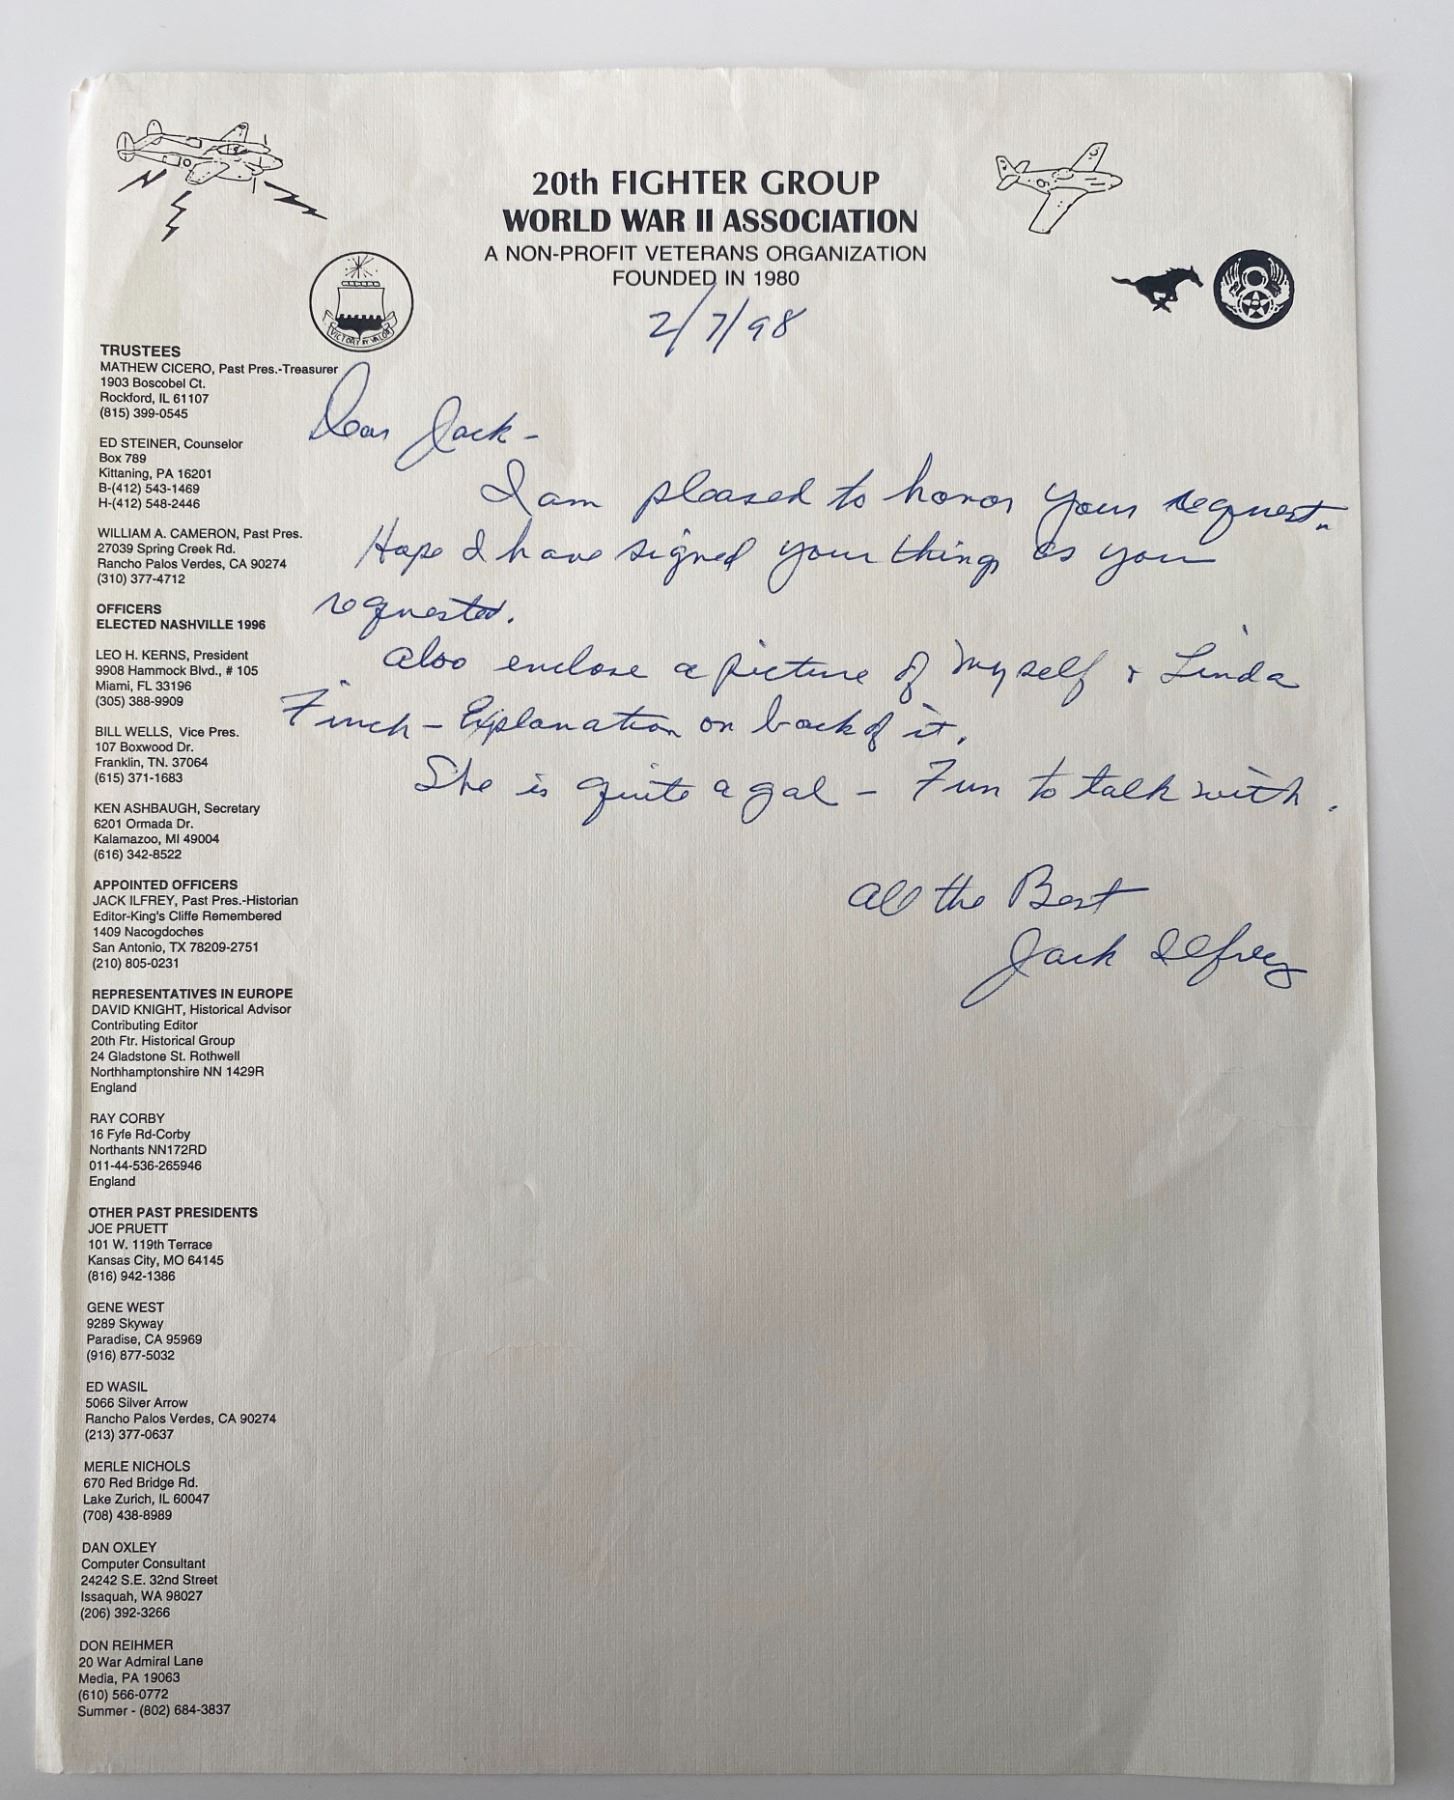 20th FIGHTER GROUP
WORLD WAR II ASSOCIATION
A NON-PROFIT VETERANS ORGANIZATION
FOUNDED IN 1980
VICTORY BY VALOR
8
2/7/98
TRUSTEES
MATHEW CICERO, Past Pres.-Treasurer
1903 Boscobel Ct.
Rockford, IL 61107
(815) 399-0545
ED STEINER, Counselor
Box 789
Kittaning, PA 16201
B-(412) 543-1469
H-(412) 548-2446
WILLIAM A. CAMERON, Past Pres.
27039 Spring Creek Rd.
Rancho Palos Verdes, CA 90274
(310) 377-4712
OFFICERS
ELECTED NASHVILLE 1996
LEO H. KERNS, President
9908 Hammock Blvd., # 105
Miami, FL 33196
(305) 388-9909
BILL WELLS, Vice Pres.
107 Boxwood Dr.
Franklin, TN. 37064
(615) 371-1683
KEN ASHBAUGH, Secretary
6201 Ormada Dr.
Kalamazoo, MI 49004
(616) 342-8522
APPOINTED OFFICERS
JACK ILFREY, Past Pres.-Historian
Editor-King's Cliffe Remembered
1409 Nacogdoches
San Antonio, TX 78209-2751
(210) 805-0231
REPRESENTATIVES IN EUROPE
DAVID KNIGHT, Historical Advisor
Contributing Editor
20th Ftr. Historical Group
24 Gladstone St. Rothwell
Northhamptonshire NN 1429R
England
RAY CORBY
16 Fyfe Rd-Corby
Northants NN172RD
011-44-536-265946
England
OTHER PAST PRESIDENTS
JOE PRUETT
101 W. 119th Terrace
Kansas City, MO 64145
(816) 942-1386
GENE WEST
9289 Skyway
Paradise, CA 95969
(916) 877-5032
ED WASIL
5066 Silver Arrow
Rancho Palos Verdes, CA 90274
(213) 377-0637
MERLE NICHOLS
670 Red Bridge Rd.
Lake Zurich, IL 60047
(708) 438-8989
DAN OXLEY
Computer Consultant
24242 S.E. 32nd Street
Issaquah, WA 98027
(206) 392-3266
DON REIHMER
20 War Admiral Lane
Media, PA 19063
(610) 566-0772
Summer - (802) 684-3837
Dear Jack -
I am pleased to honor your request.
Hope I have signed your things as you
requested.
Also enclose a picture of myself & Linda
Finch - Explanation on back of it.
She is quite a gal - Fun to talk with.
All the Best
Jack Ilfrey